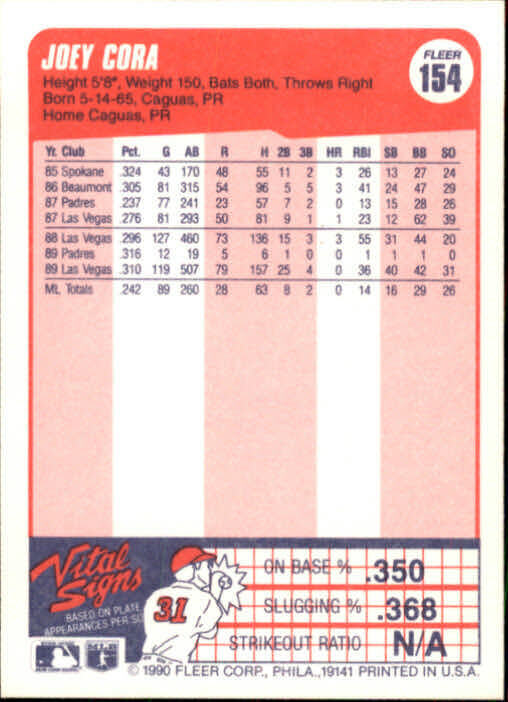 JOEY CORA
FLEER
154
Height 5'8", Weight 150, Bats Both, Throws Right
Born 5-14-65, Caguas, PR
Home Caguas, PR
Yr. Club Pct. G AB R H 2B 3B HR RBI SB BB SO
85 Spokane .324 43 170 48 55 11 2 3 26 13 27 24
86 Beaumont .305 81 315 54 96 5 5 3 41 24 47 29
87 Padres .237 77 241 23 57 7 2 0 13 15 28 26
87 Las Vegas .276 81 293 50 81 9 1 1 23 12 62 39
88 Las Vegas .296 127 460 73 136 15 3 3 55 31 44 20
89 Padres .316 12 19 5 6 1 0 0 1 1 1 0
89 Las Vegas .310 119 507 79 157 25 4 0 36 40 42 31
ML Totals .242 89 260 28 63 8 2 0 14 16 29 26
Vital Signs
BASED ON PLATE
APPEARANCES PER SO
31
ON BASE % .350
SLUGGING % .368
STRIKEOUT RATIO N/A
© 1990 FLEER CORP., PHILA., 19141 PRINTED IN U.S.A.